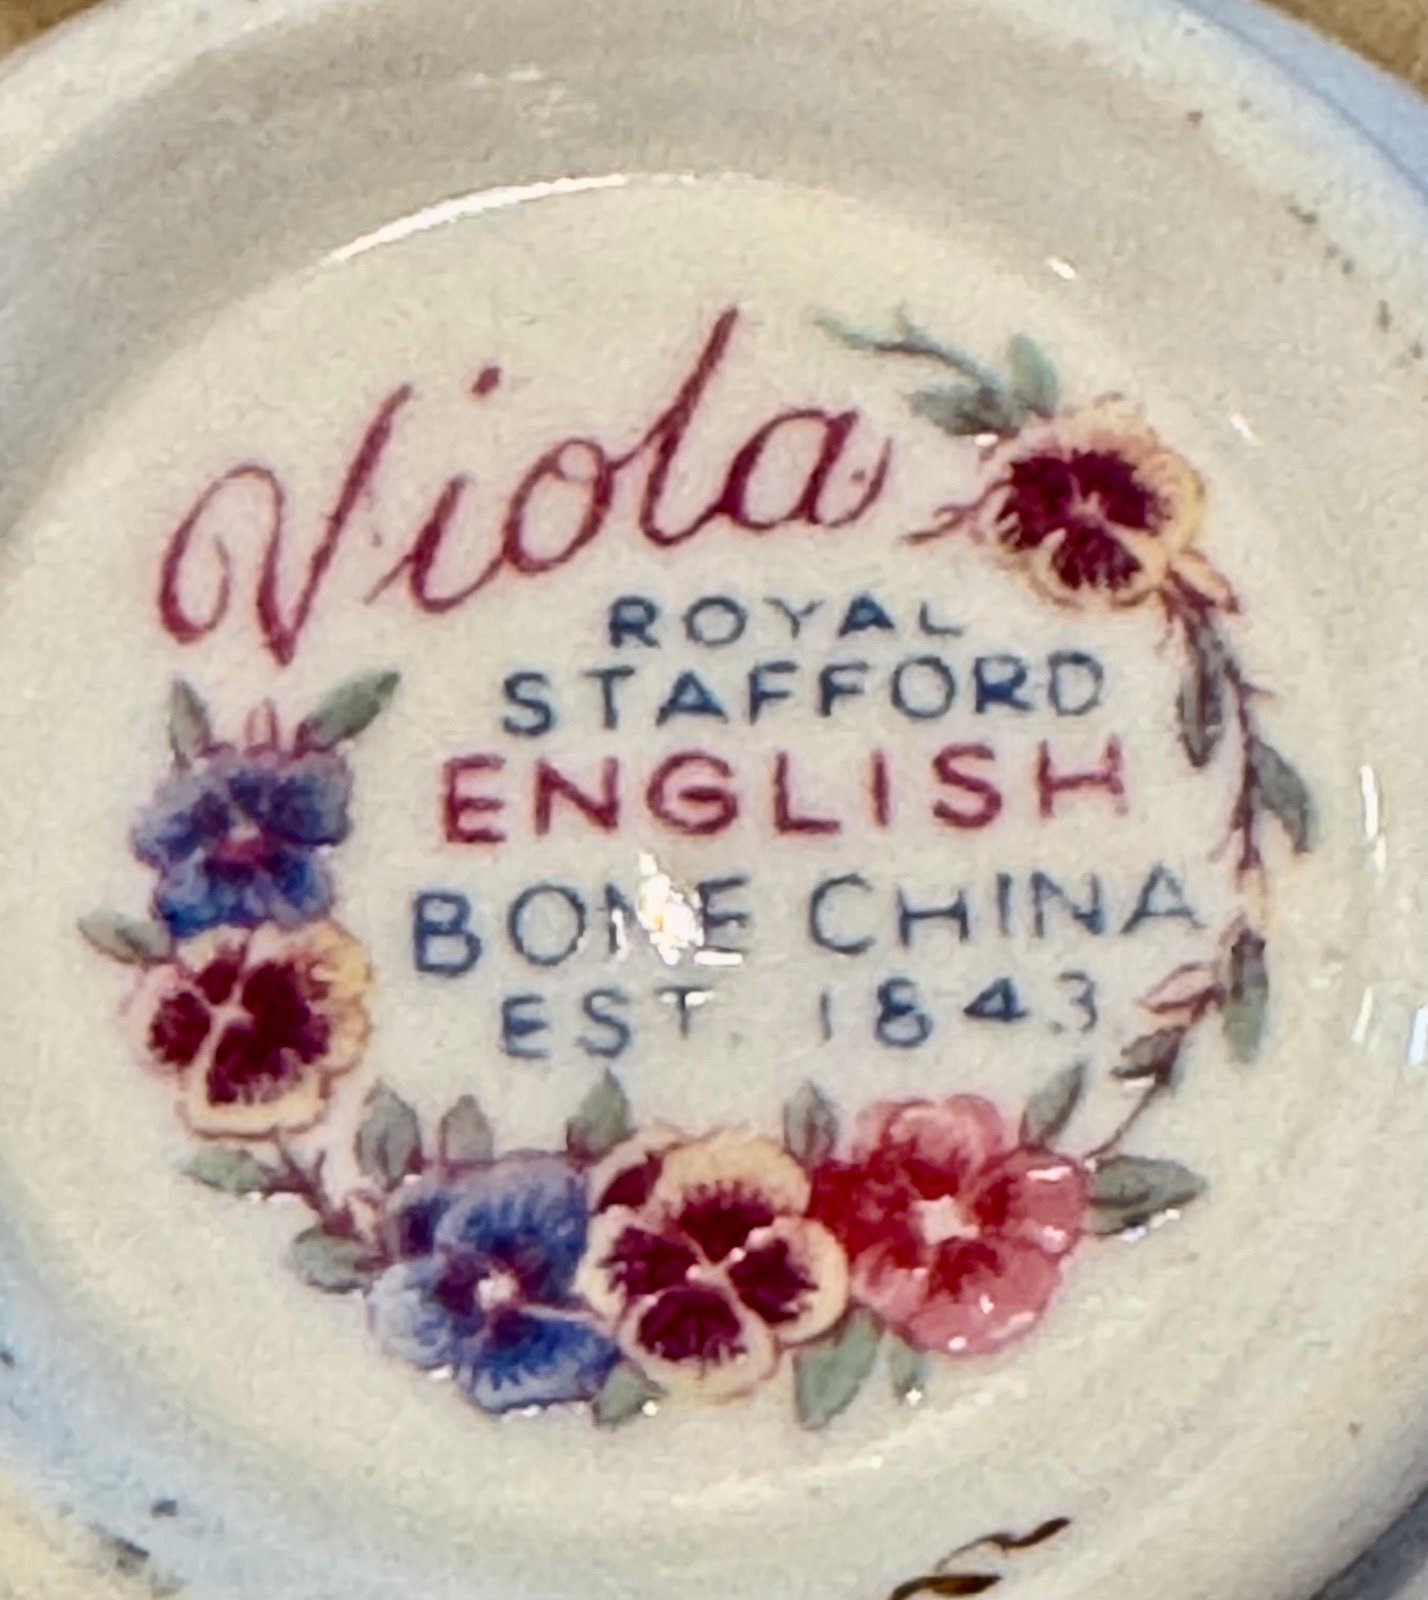 Viola
ROYAL
STAFFORD
ENGLISH
BONE CHINA
EST. 1843